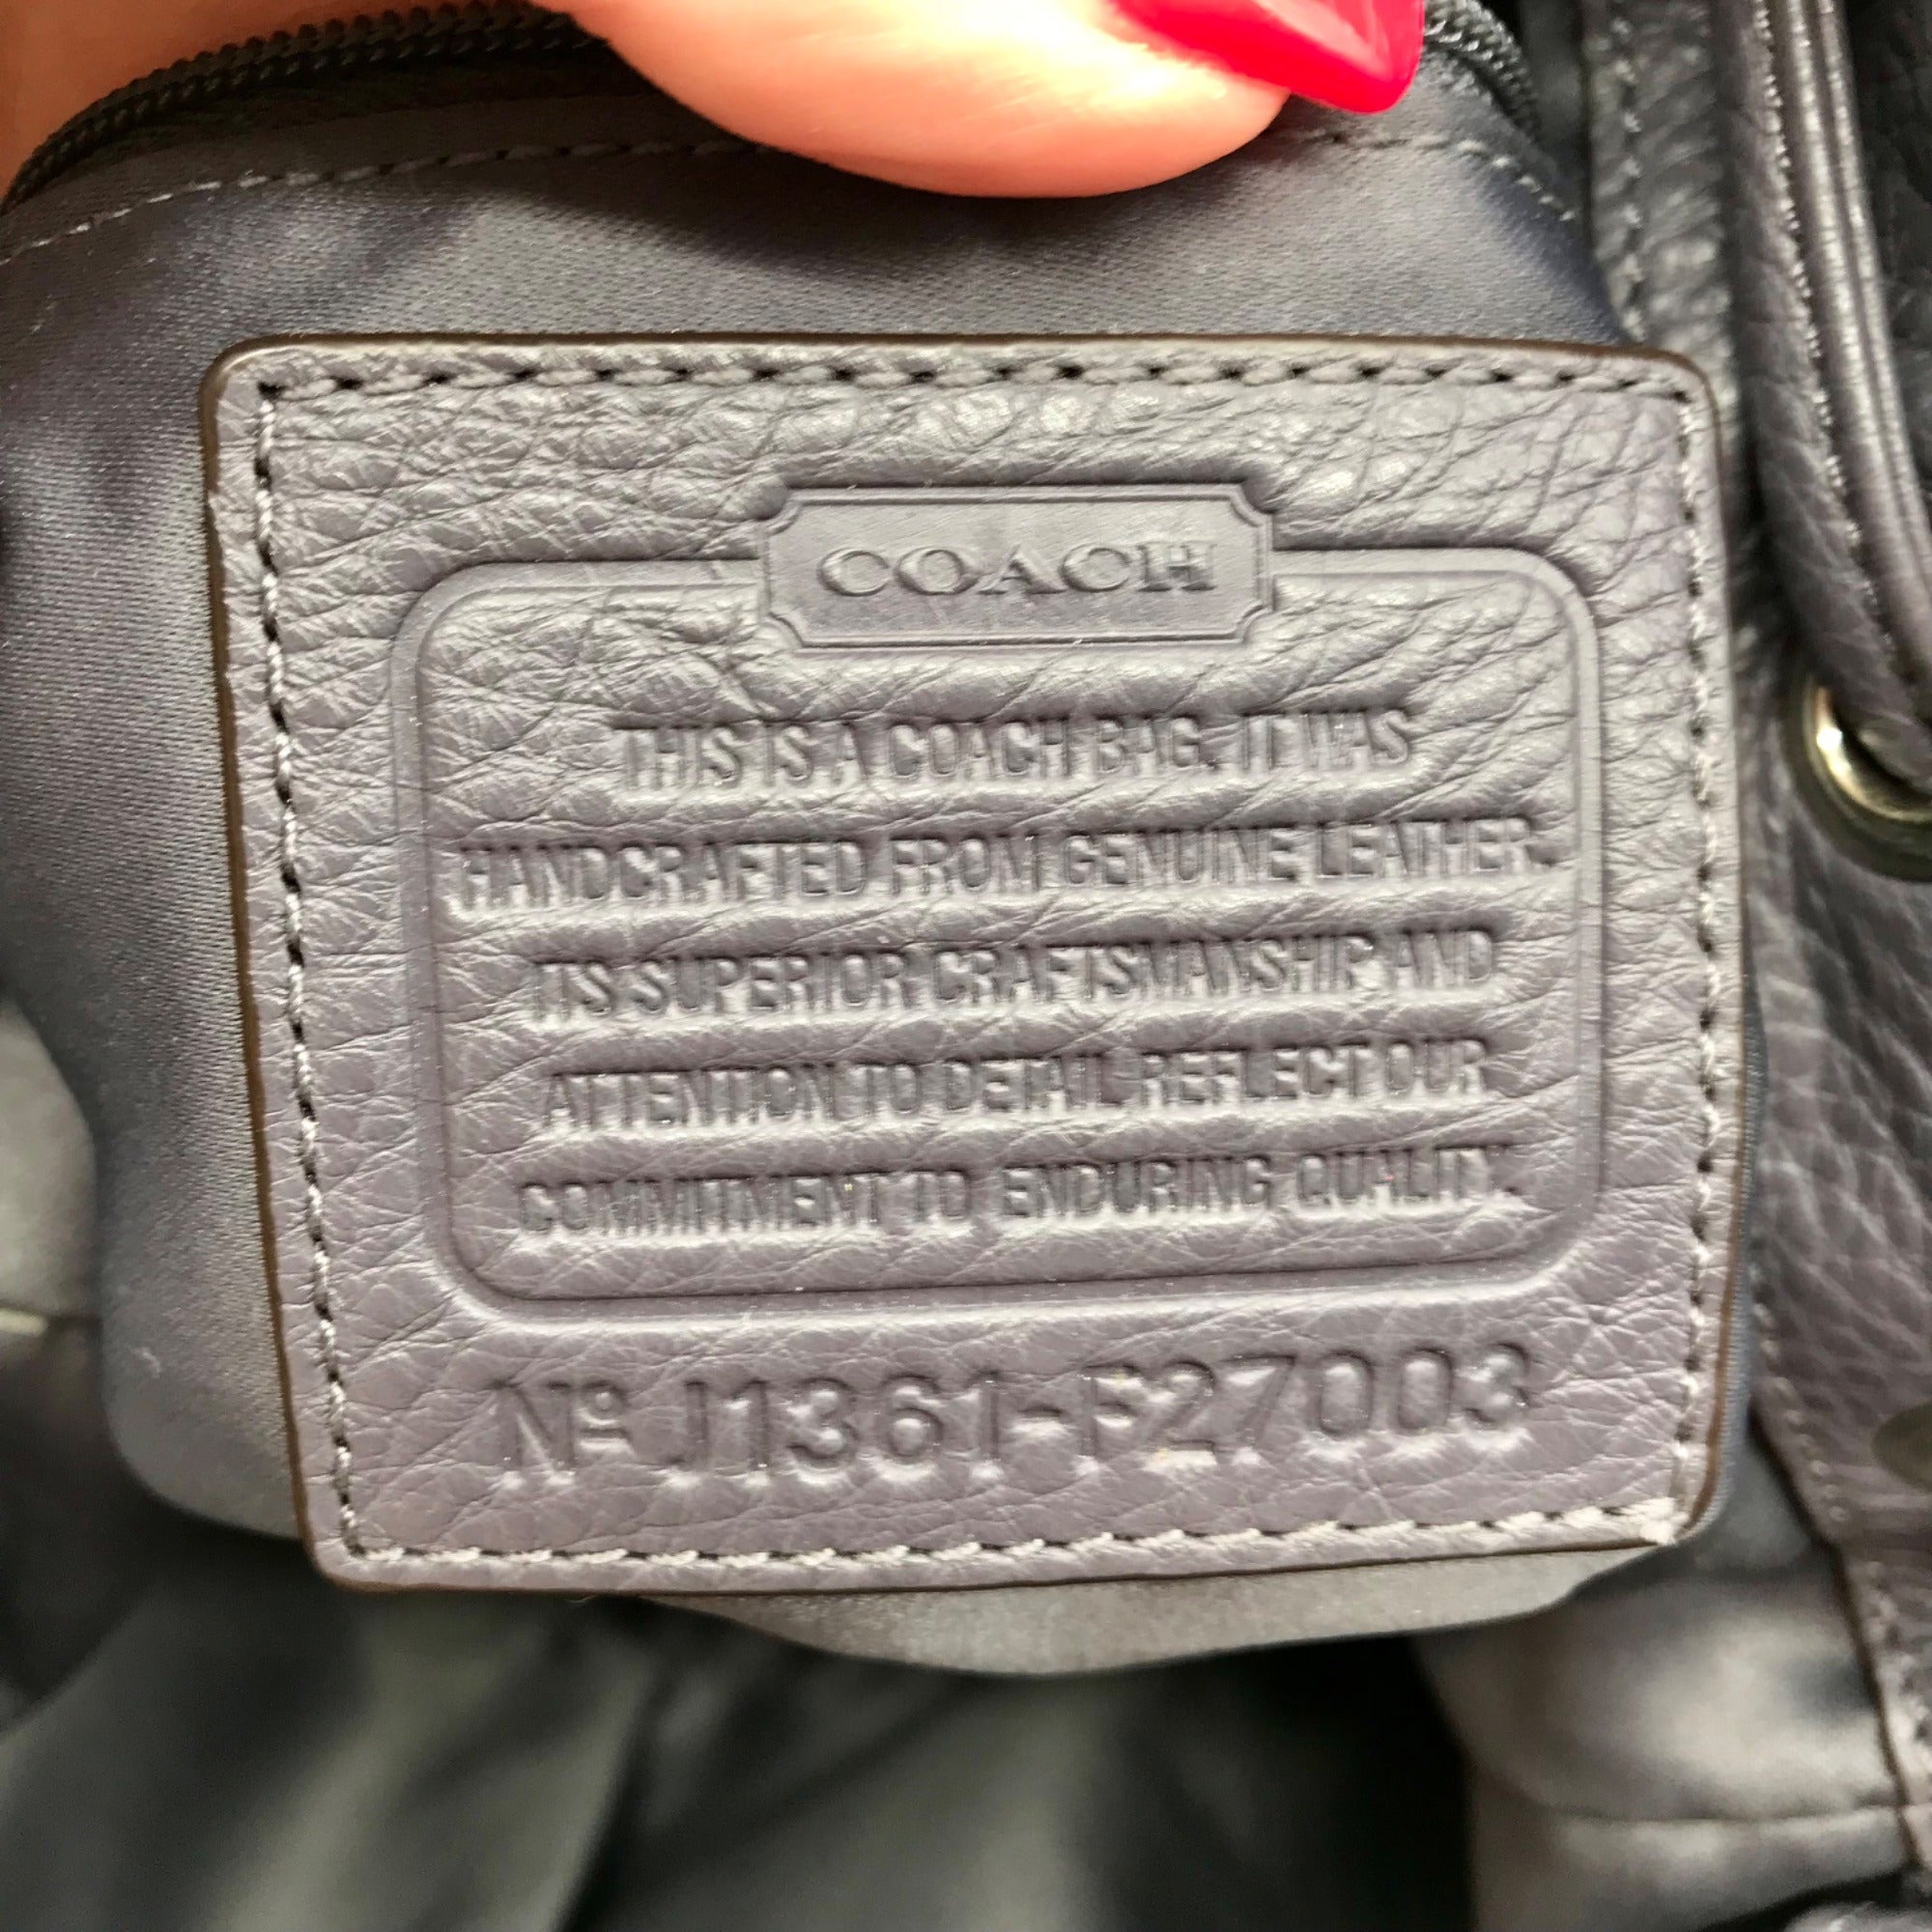 COACH
THIS IS A COACH BAG. IT WAS
HANDCRAFTED FROM GENUINE LEATHER.
ITS SUPERIOR CRAFTSMANSHIP AND
ATTENTION TO DETAIL REFLECT OUR
COMMITMENT TO ENDURING QUALITY.
Nº J1361-F27003